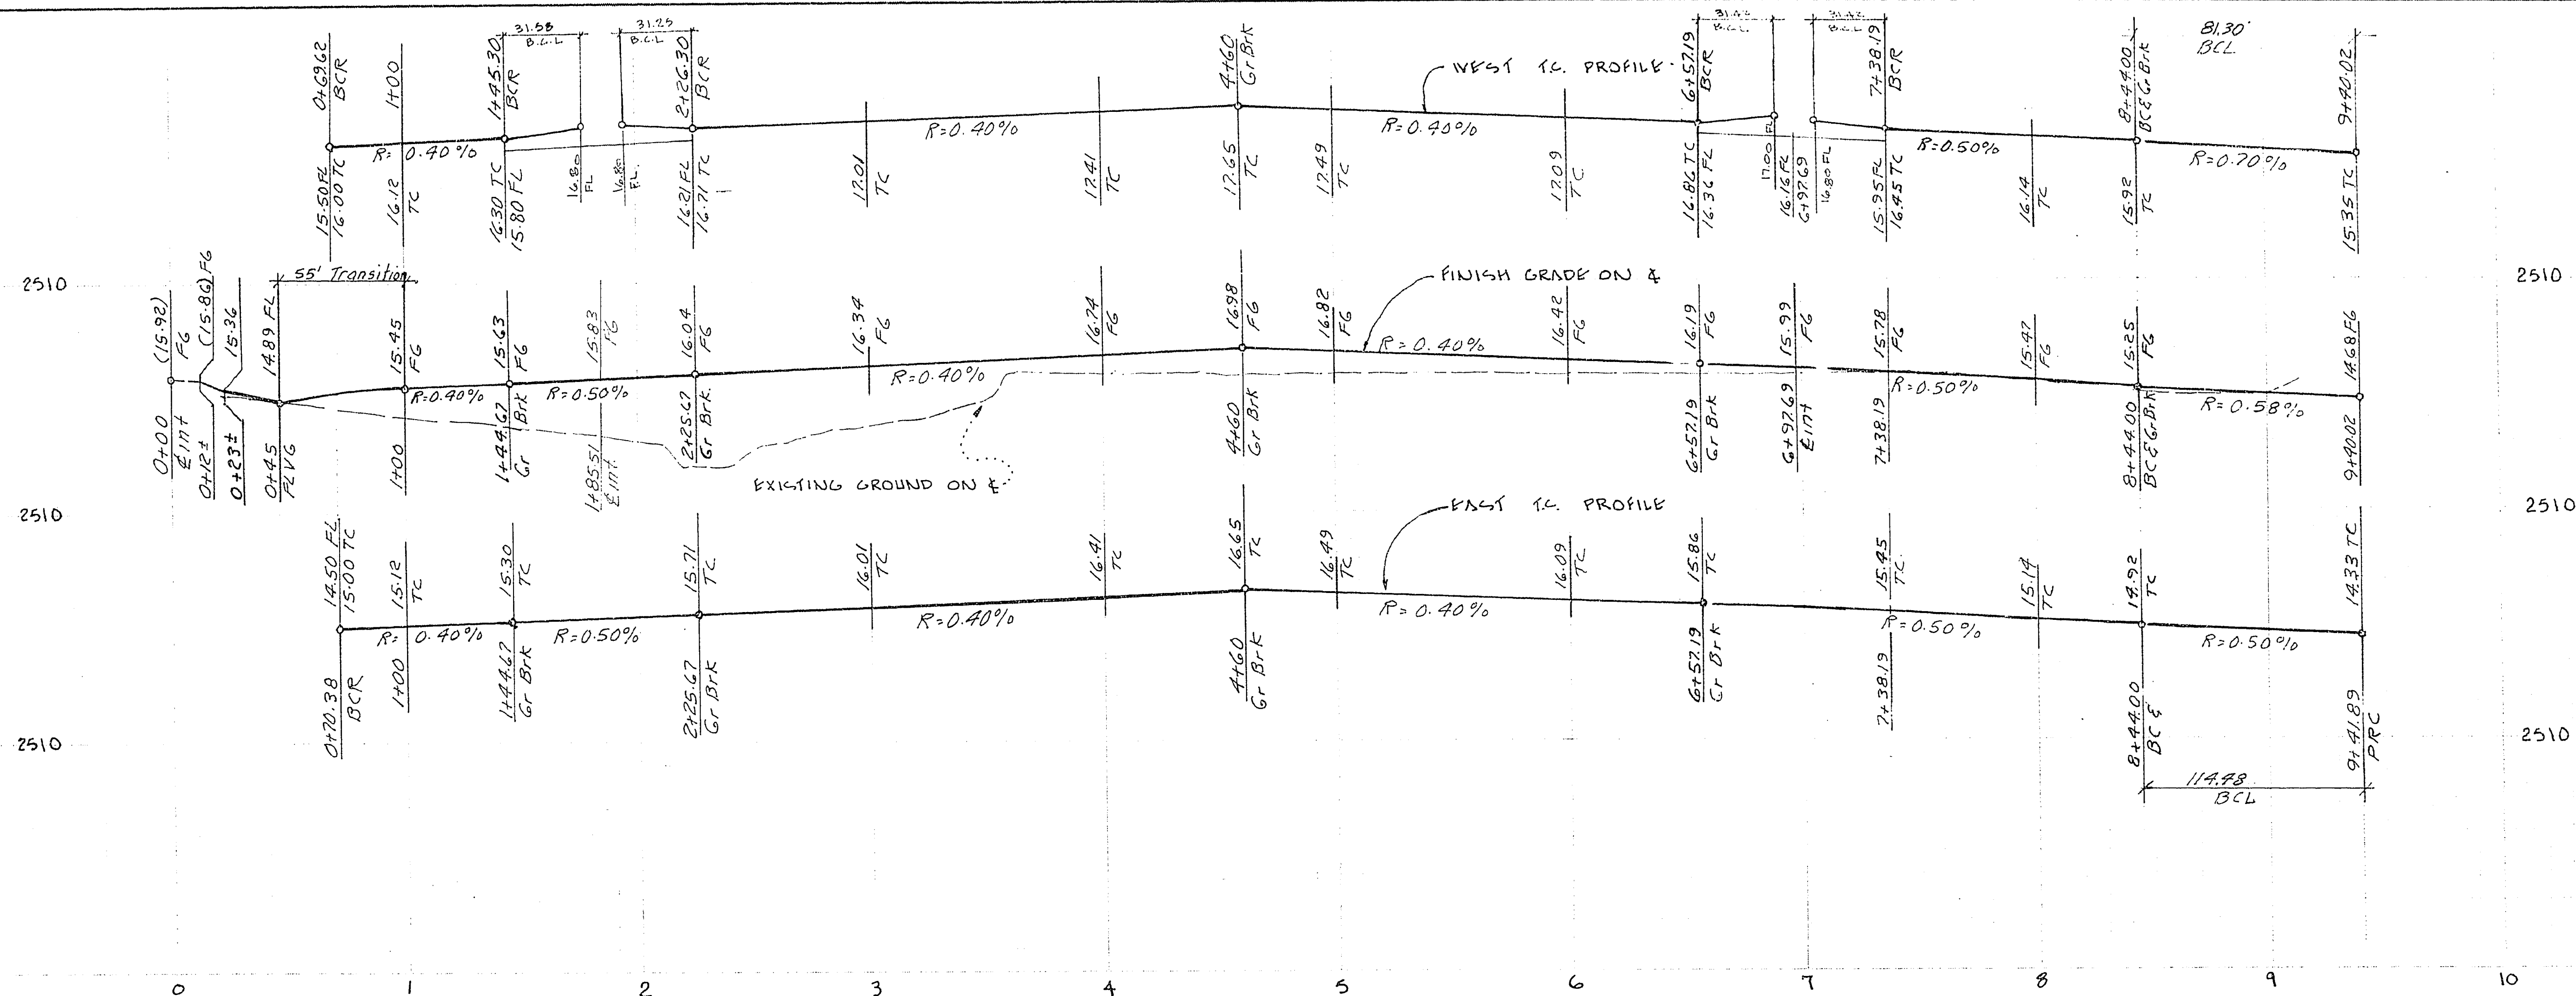 31.58
B.C.L
31.25
B.C.L
31.42
B.C.L.
31.42
B.C.L.
81.30'
BCL
0+69.62
BCR
1+00
1+45.30
BCR
2+26.30
BCR
4+60
Gr Brk
WEST T.C. PROFILE
6+57.19
BCR
7+38.19
BCR
8+44.00
BC & Gr Brk
9+40.02
R= 0.40%
R=0.40%
R=0.40%
R=0.50%
R=0.70%
15.50 FL
16.00 TC
16.12
TC
16.30 TC
15.80 FL
16.80
FL
16.80
F.L.
16.21 FL
16.71 TC
17.01
TC
17.41
TC
17.65
TC
17.49
TC
17.09
TC
16.86 TC
16.36 FL
17.00 FL
16.16 FL
6+97.69
16.80 FL
15.95 FL
16.45 TC
16.14
TC
15.92
TC
15.35 TC
2510
2510
55' Transition
FINISH GRADE ON ℄
(15.92)
FG
(15.86) FG
15.36
14.89 FL
15.45
FG
15.63
FG
15.83
FG
16.04
FG
16.34
FG
16.74
FG
16.98
FG
16.82
FG
16.42
FG
16.19
FG
15.99
FG
15.78
FG
15.47
FG
15.25
FG
14.68 FG
R=0.40%
R=0.50%
R=0.40%
R=0.40%
R=0.50%
R=0.58%
0+00
℄ Int
0+12±
0+23±
0+45
FLVG
1+00
1+44.67
Gr Brk
1+85.51
℄ Int
2+25.67
Gr Brk.
4+60
Gr Brk
6+57.19
Gr Brk
6+97.69
℄ Int
7+38.19
8+44.00
BC & Gr Brk
9+40.02
EXISTING GROUND ON ℄
2510
2510
EAST T.C. PROFILE
14.50 FL
15.00 TC
15.12
TC
15.30
TC
15.71
TC
16.01
TC
16.41
TC
16.65
TC
16.49
TC
16.09
TC
15.86
TC
15.45
TC.
15.14
TC
14.92
TC
14.33 TC
R= 0.40%
R=0.50%
R=0.40%
R=0.40%
R=0.50%
R=0.50%
0+70.38
BCR
1+00
1+44.67
Gr Brk
2+25.67
Gr Brk
4+60
Gr Brk
6+57.19
Gr Brk
7+38.19
8+44.00
BC &
9+41.89
PRC
2510
2510
114.48
BCL
0 1 2 3 4 5 6 7 8 9 10